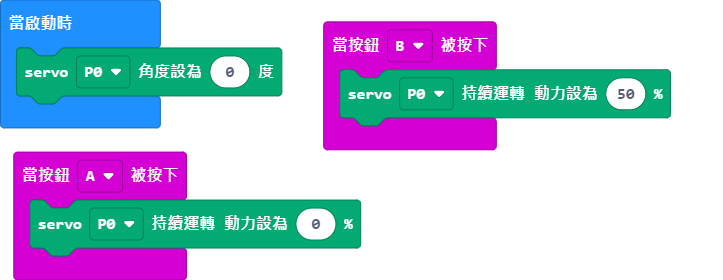 當啟動時
servo P0 角度設為 0 度
當按鈕 B 被按下
servo P0 持續運轉 動力設為 50 %
當按鈕 A 被按下
servo P0 持續運轉 動力設為 0 %